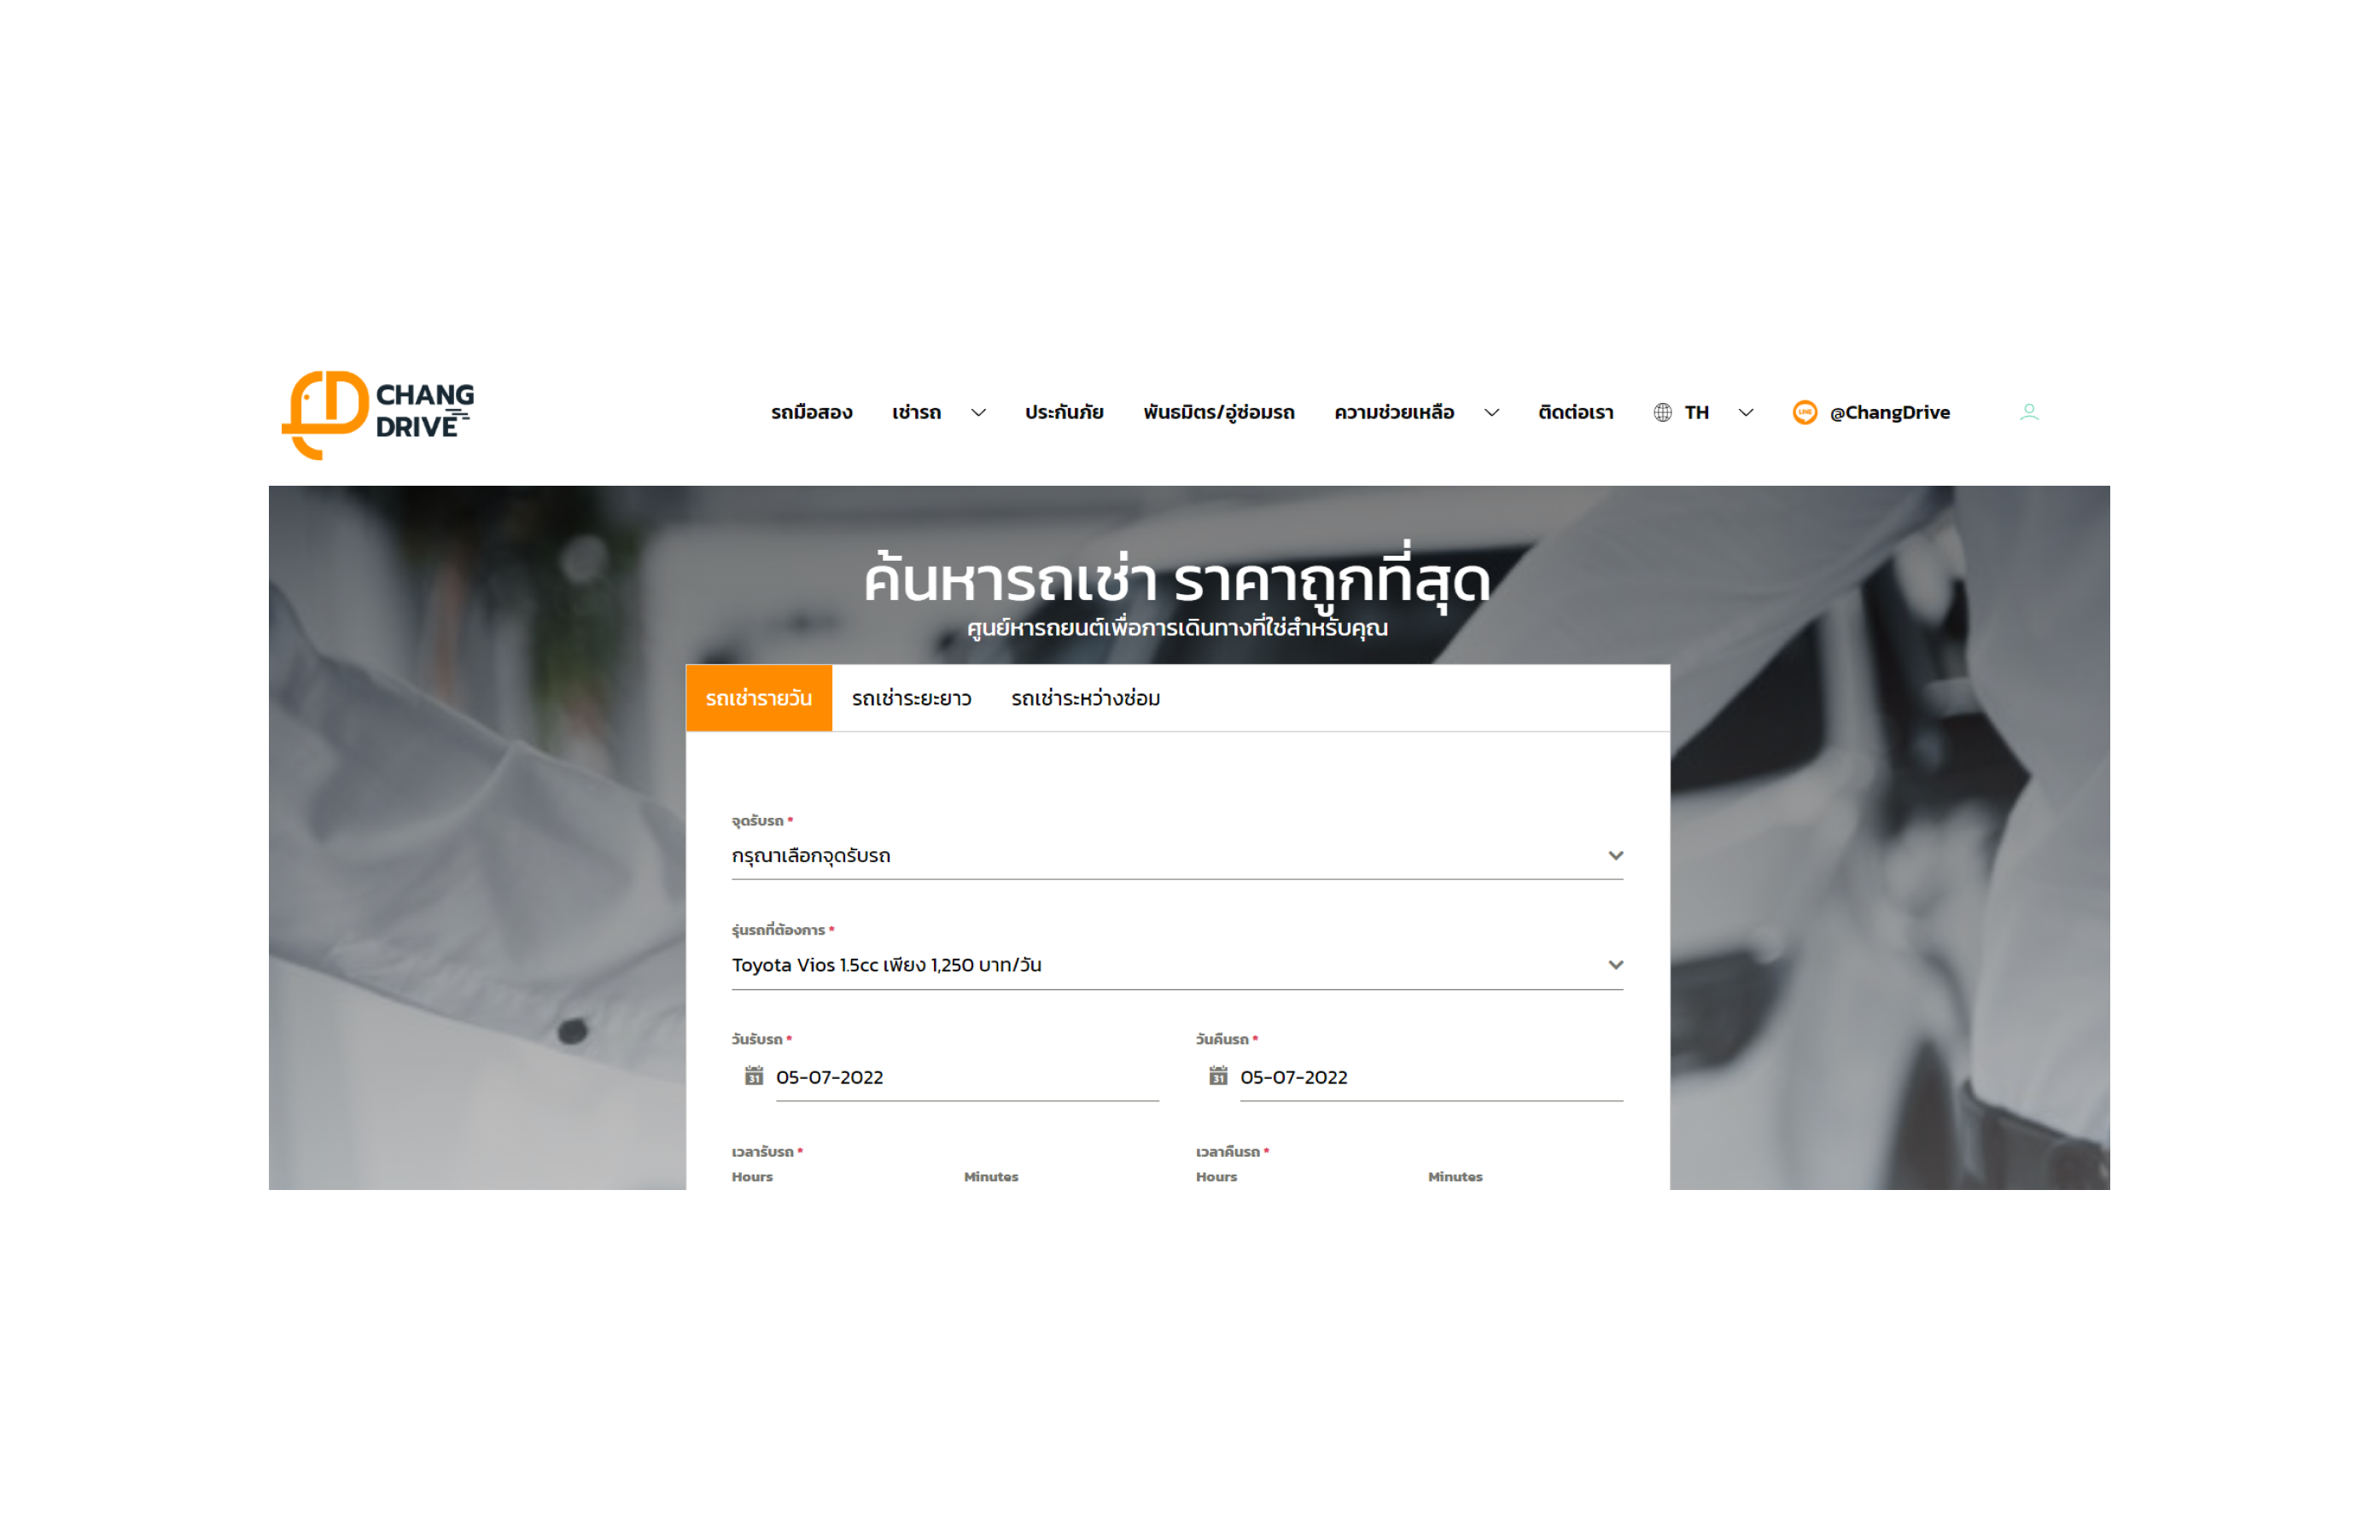 CHANG
DRIVE
รถมือสอง เช่ารถ ประกันภัย พันธมิตร/อู่ซ่อมรถ ความช่วยเหลือ ติดต่อเรา TH LINE @ChangDrive
ค้นหารถเช่า ราคาถูกที่สุด
ศูนย์หารถยนต์เพื่อการเดินทางที่ใช่สำหรับคุณ
รถเช่ารายวัน รถเช่าระยะยาว รถเช่าระหว่างซ่อม
จุดรับรถ *
กรุณาเลือกจุดรับรถ
รุ่นรถที่ต้องการ *
Toyota Vios 1.5cc เพียง 1,250 บาท/วัน
วันรับรถ * วันคืนรถ *
31 05-07-2022 31 05-07-2022
เวลารับรถ * เวลาคืนรถ *
Hours Minutes Hours Minutes